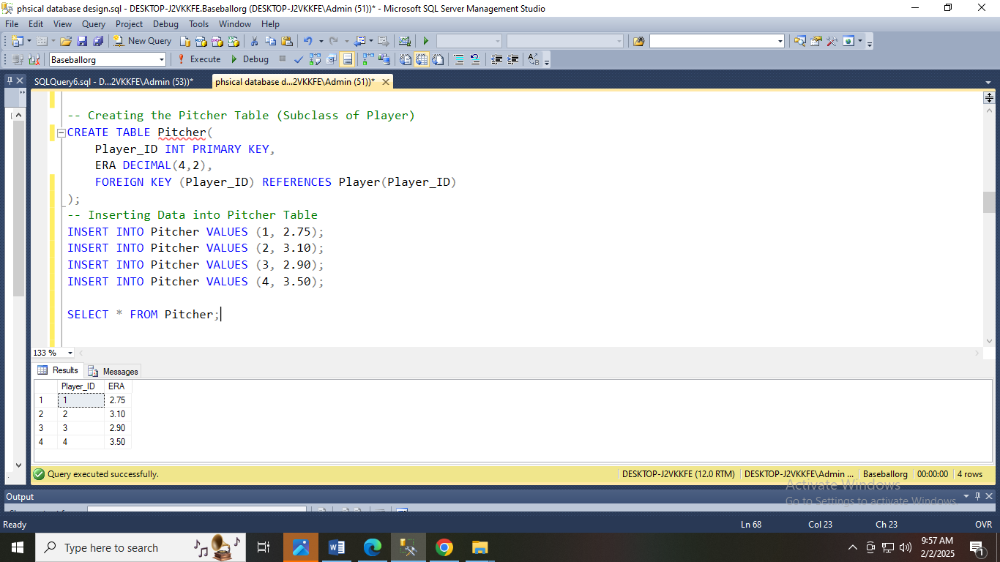 phsical database design.sql - DESKTOP-J2VKKFE.Baseballorg (DESKTOP-J2VKKFE\Admin (51))* - Microsoft SQL Server Management Studio
File Edit View Query Project Debug Tools Window Help
New Query
Baseballorg Execute Debug
SQLQuery6.sql - D...2VKKFE\Admin (53))* phsical database d...2VKKFE\Admin (51))*
-- Creating the Pitcher Table (Subclass of Player)
CREATE TABLE Pitcher(
Player_ID INT PRIMARY KEY,
ERA DECIMAL(4,2),
FOREIGN KEY (Player_ID) REFERENCES Player(Player_ID)
);
-- Inserting Data into Pitcher Table
INSERT INTO Pitcher VALUES (1, 2.75);
INSERT INTO Pitcher VALUES (2, 3.10);
INSERT INTO Pitcher VALUES (3, 2.90);
INSERT INTO Pitcher VALUES (4, 3.50);
SELECT * FROM Pitcher;
133 %
Results Messages
Player_ID ERA
1 1 2.75
2 2 3.10
3 3 2.90
4 4 3.50
Query executed successfully. DESKTOP-J2VKKFE (12.0 RTM) DESKTOP-J2VKKFE\Admin ... Baseballorg 00:00:00 4 rows
Activate Windows
Output
Go to Settings to activate Windows.
Ready Ln 68 Col 23 Ch 23 OVR
Type here to search
9:57 AM
2/2/2025
1